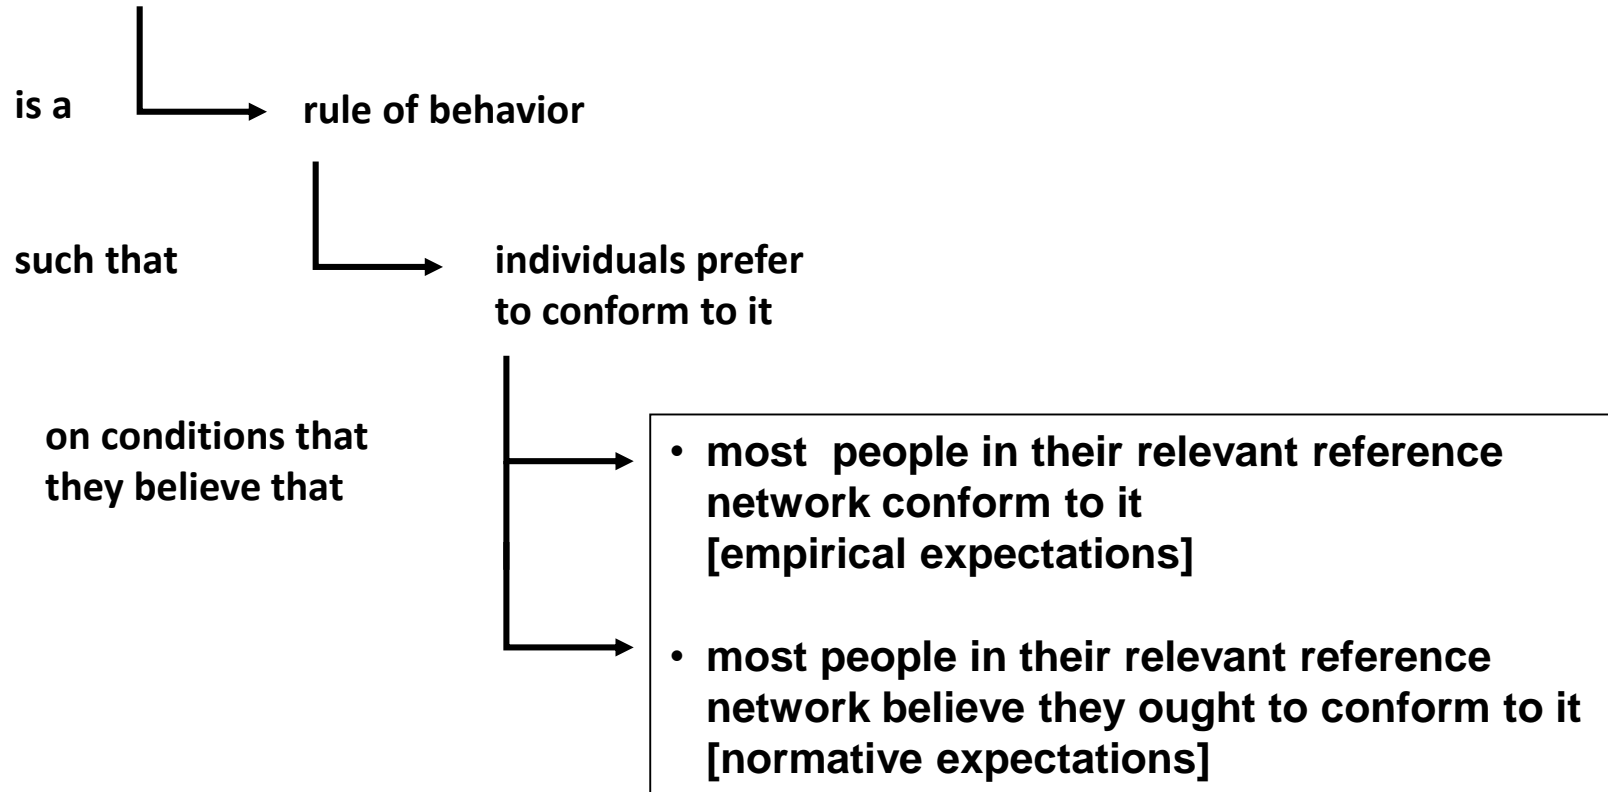 is a
rule of behavior
such that
individuals prefer
to conform to it
on conditions that
they believe that
• most people in their relevant reference
network conform to it
[empirical expectations]
• most people in their relevant reference
network believe they ought to conform to it
[normative expectations]